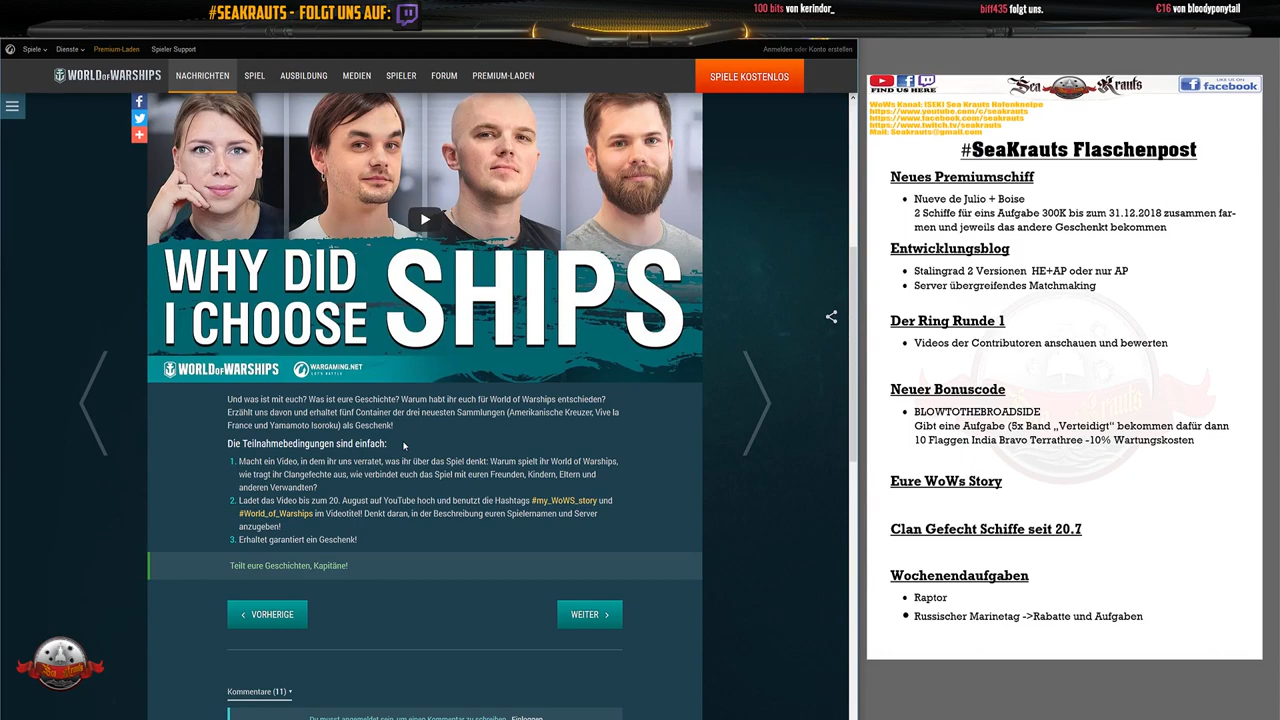 #SEAKRAUTS - FOLGT UNS AUF:
100 bits von kerindor_
biff435 folgt uns.
€16 von bloodyponytail
Spiele
Dienste
Premium-Laden
Spieler Support
Anmelden oder Konto erstellen
WORLD OF WARSHIPS
NACHRICHTEN
SPIEL
AUSBILDUNG
MEDIEN
SPIELER
FORUM
PREMIUM-LADEN
SPIELE KOSTENLOS
WHY DID
I CHOOSE
SHIPS
WORLD OF WARSHIPS
WARGAMING.NET
LET'S BATTLE
Und was ist mit euch? Was ist eure Geschichte? Warum habt ihr euch für World of Warships entschieden?
Erzählt uns davon und erhaltet fünf Container der drei neuesten Sammlungen (Amerikanische Kreuzer, Vive la
France und Yamamoto Isoroku) als Geschenk!
Die Teilnahmebedingungen sind einfach:
1. Macht ein Video, in dem ihr uns verratet, was ihr über das Spiel denkt: Warum spielt ihr World of Warships,
wie tragt ihr Clangefechte aus, wie verbindet euch das Spiel mit euren Freunden, Kindern, Eltern und
anderen Verwandten?
2. Ladet das Video bis zum 20. August auf YouTube hoch und benutzt die Hashtags #my_WoWS_story und
#World_of_Warships im Videotitel! Denkt daran, in der Beschreibung euren Spielernamen und Server
anzugeben!
3. Erhaltet garantiert ein Geschenk!
Teilt eure Geschichten, Kapitäne!
VORHERIGE
WEITER
Kommentare (11)
Du musst angemeldet sein, um einen Kommentar zu schreiben. Einloggen
Sea Krauts
FIND US HERE
Sea Krauts
LIKE US ON
facebook
WoWs Kanal: [SEK] Sea Krauts Hafenkneipe
https://www.youtube.com/c/seakrauts
https://www.facebook.com/seakrauts
https://www.twitch.tv/seakrauts
Mail: Seakrauts@gmail.com
#SeaKrauts Flaschenpost
Neues Premiumschiff
• Nueve de Julio + Boise
2 Schiffe für eins Aufgabe 300K bis zum 31.12.2018 zusammen far-
men und jeweils das andere Geschenkt bekommen
Entwicklungsblog
• Stalingrad 2 Versionen HE+AP oder nur AP
• Server übergreifendes Matchmaking
Der Ring Runde 1
• Videos der Contributoren anschauen und bewerten
Neuer Bonuscode
• BLOWTOTHEBROADSIDE
Gibt eine Aufgabe (5x Band „Verteidigt“ bekommen dafür dann
10 Flaggen India Bravo Terrathree -10% Wartungskosten
Eure WoWs Story
Clan Gefecht Schiffe seit 20.7
Wochenendaufgaben
• Raptor
• Russischer Marinetag ->Rabatte und Aufgaben